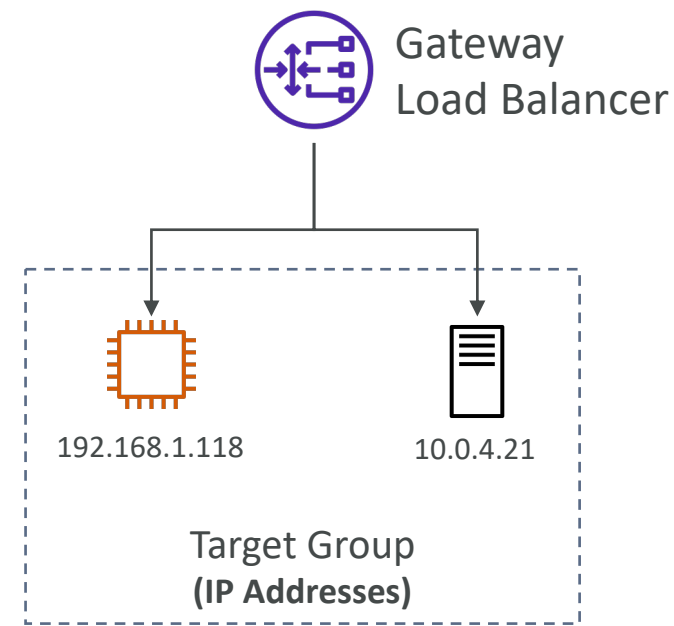 Gateway
Load Balancer
192.168.1.118
10.0.4.21
Target Group
(IP Addresses)